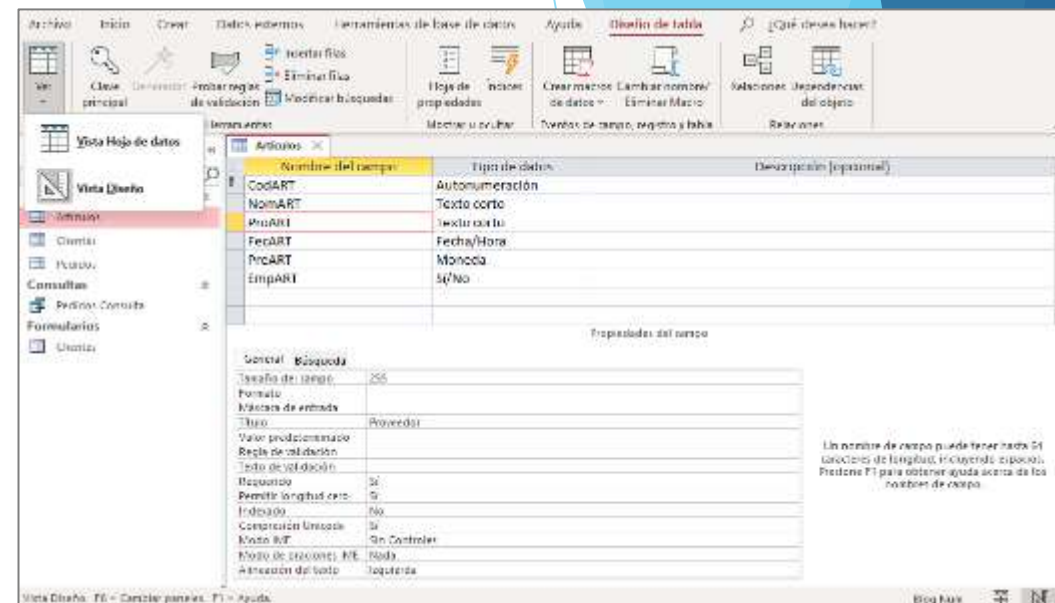 Archivo Inicio Crear Datos externos Herramientas de base de datos Ayuda Diseño de tabla ¿Qué desea hacer?
Ver
Clave principal
Generador
Probar reglas de validación
Insertar filas
Eliminar filas
Modificar búsquedas
Hoja de propiedades
Índices
Crear macros de datos
Cambiar nombre/ Eliminar Macro
Relaciones
Dependencias del objeto
Herramientas
Mostrar u ocultar
Eventos de campo, registro y tabla
Relaciones
Vista Hoja de datos
Vista Diseño
Artículos
Clientes
Pedidos
Consultas
Pedidos Consulta
Formularios
Clientes
Artículos
Nombre del campo Tipo de datos Descripción (opcional)
CodART Autonumeración
NomART Texto corto
ProART Texto corto
FecART Fecha/Hora
PreART Moneda
EmpART Sí/No
Propiedades del campo
General Búsqueda
Tamaño del campo 255
Formato
Máscara de entrada
Título Proveedor
Valor predeterminado
Regla de validación
Texto de validación
Requerido Sí
Permitir longitud cero Sí
Indexado No
Compresión Unicode Sí
Modo IME Sin Controles
Modo de oraciones IME Nada
Alineación del texto Izquierda
Un nombre de campo puede tener hasta 64
caracteres de longitud, incluyendo espacios.
Presione F1 para obtener ayuda acerca de los
nombres de campo.
Vista Diseño. F6 = Cambiar paneles. F1 = Ayuda.
Bloq Num